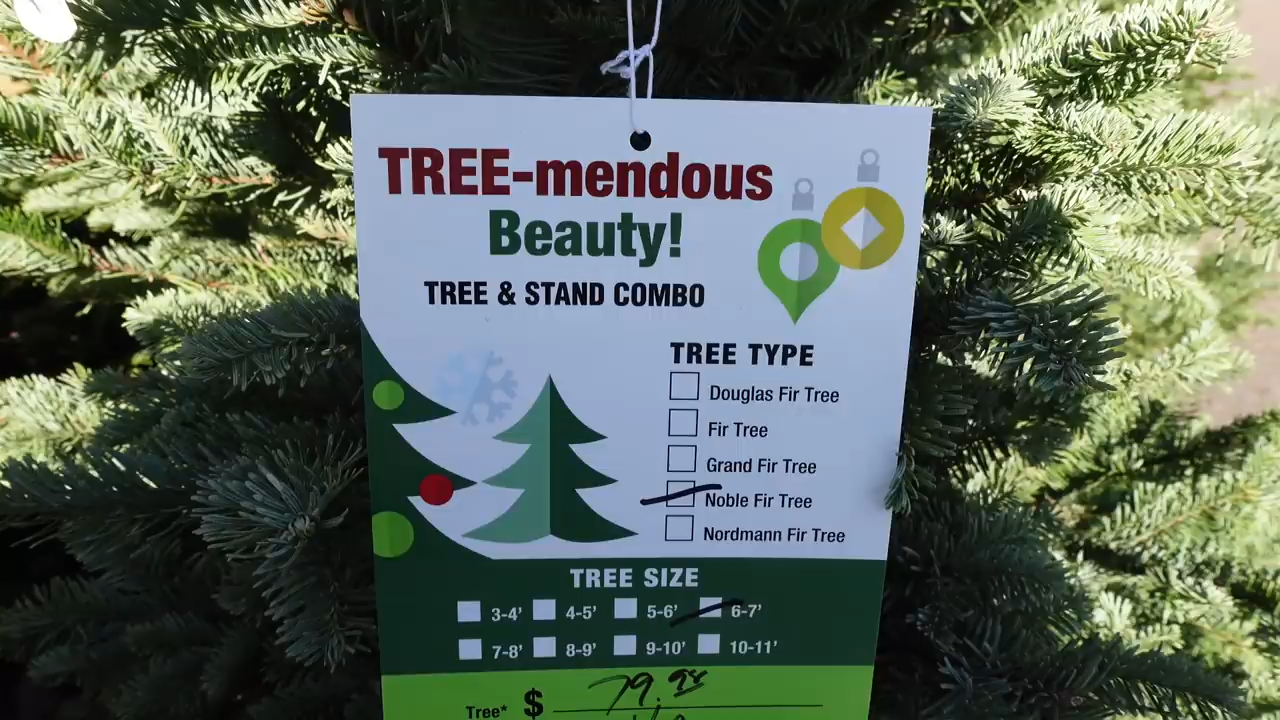 TREE-mendous
Beauty!
TREE & STAND COMBO
TREE TYPE
Douglas Fir Tree
Fir Tree
Grand Fir Tree
Noble Fir Tree
Nordmann Fir Tree
TREE SIZE
3-4' 4-5' 5-6' 6-7'
7-8' 8-9' 9-10' 10-11'
Tree* $ 79.98